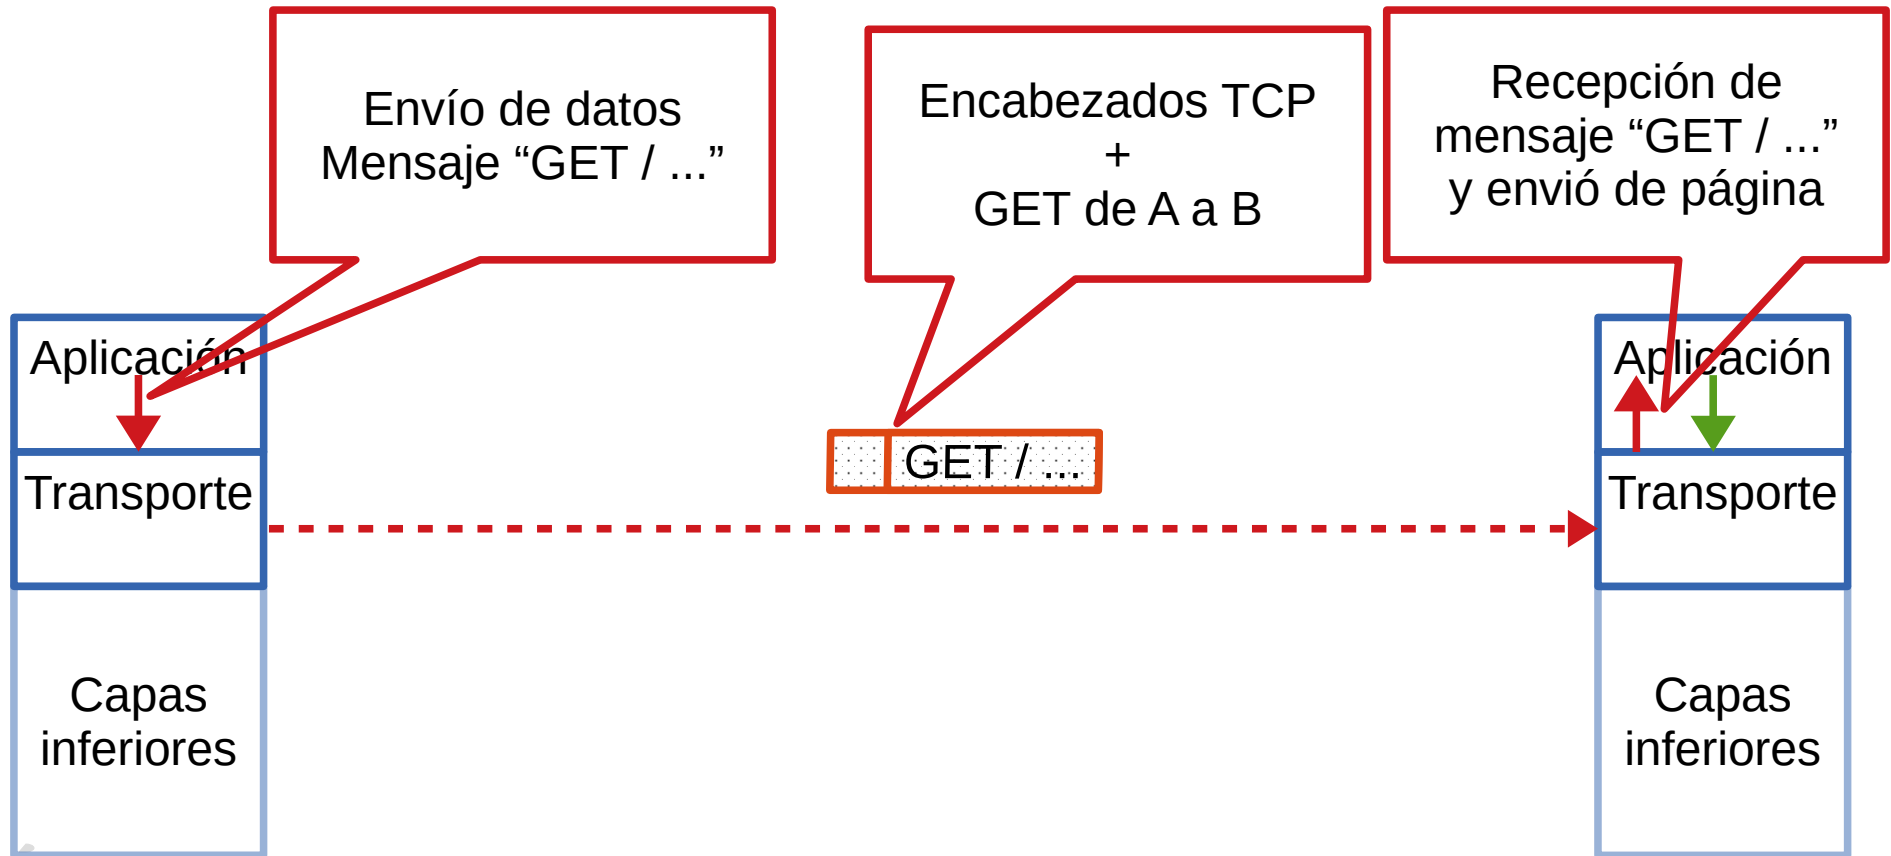 Envío de datos
Mensaje “GET / ...”
Encabezados TCP
+
GET de A a B
Recepción de
mensaje “GET / ...”
y envió de página
Aplicación
Transporte
Capas
inferiores
GET / ...
Aplicación
Transporte
Capas
inferiores